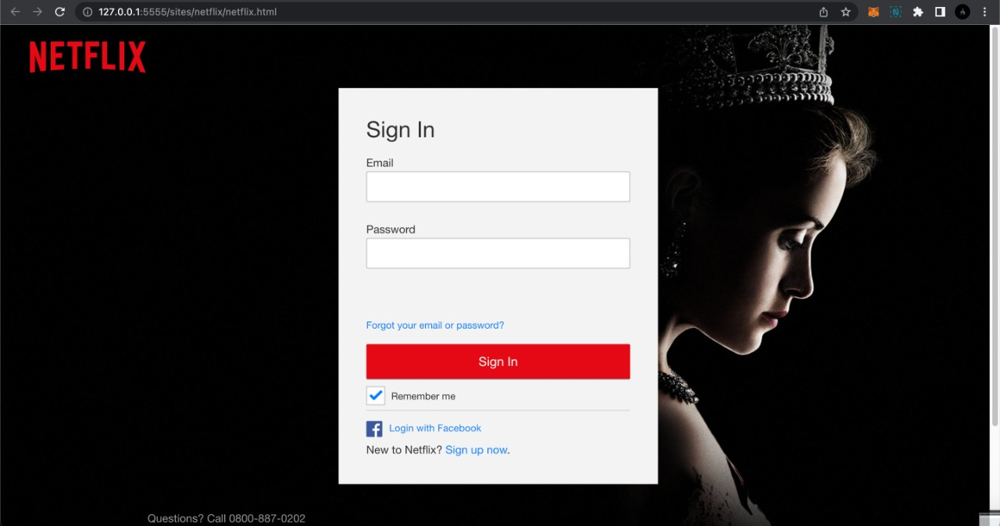 127.0.0.1:5555/sites/netflix/netflix.html
NETFLIX
Sign In
Email
Password
Forgot your email or password?
Sign In
Remember me
Login with Facebook
New to Netflix? Sign up now.
Questions? Call 0800-887-0202